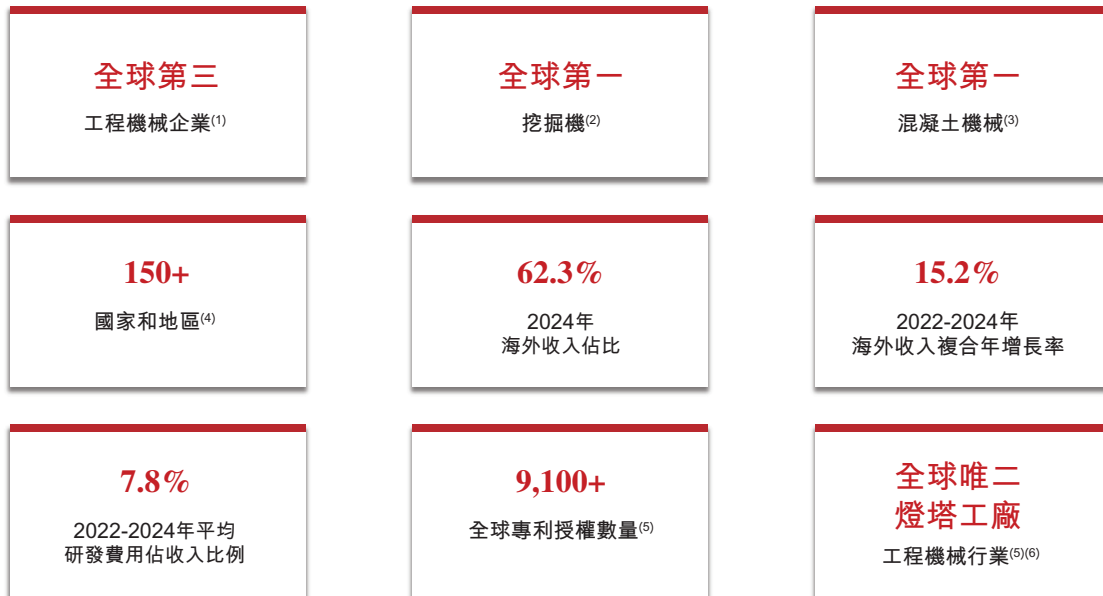 全球第三
工程機械企業(1)
全球第一
挖掘機(2)
全球第一
混凝土機械(3)
150+
國家和地區(4)
62.3%
2024年
海外收入佔比
15.2%
2022-2024年
海外收入複合年增長率
7.8%
2022-2024年平均
研發費用佔收入比例
9,100+
全球專利授權數量(5)
全球唯二
燈塔工廠
工程機械行業(5)(6)